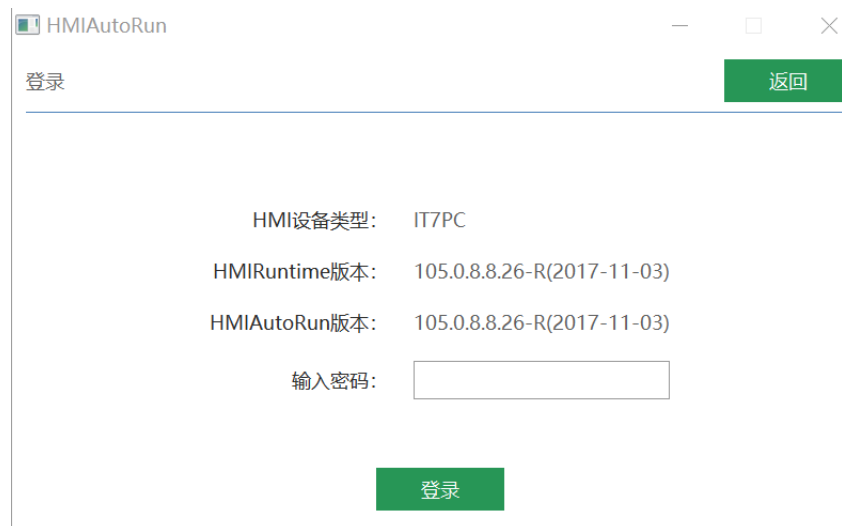 HMIAutoRun
登录
返回
HMI设备类型： IT7PC
HMIRuntime版本： 105.0.8.8.26-R(2017-11-03)
HMIAutoRun版本： 105.0.8.8.26-R(2017-11-03)
输入密码：
登录